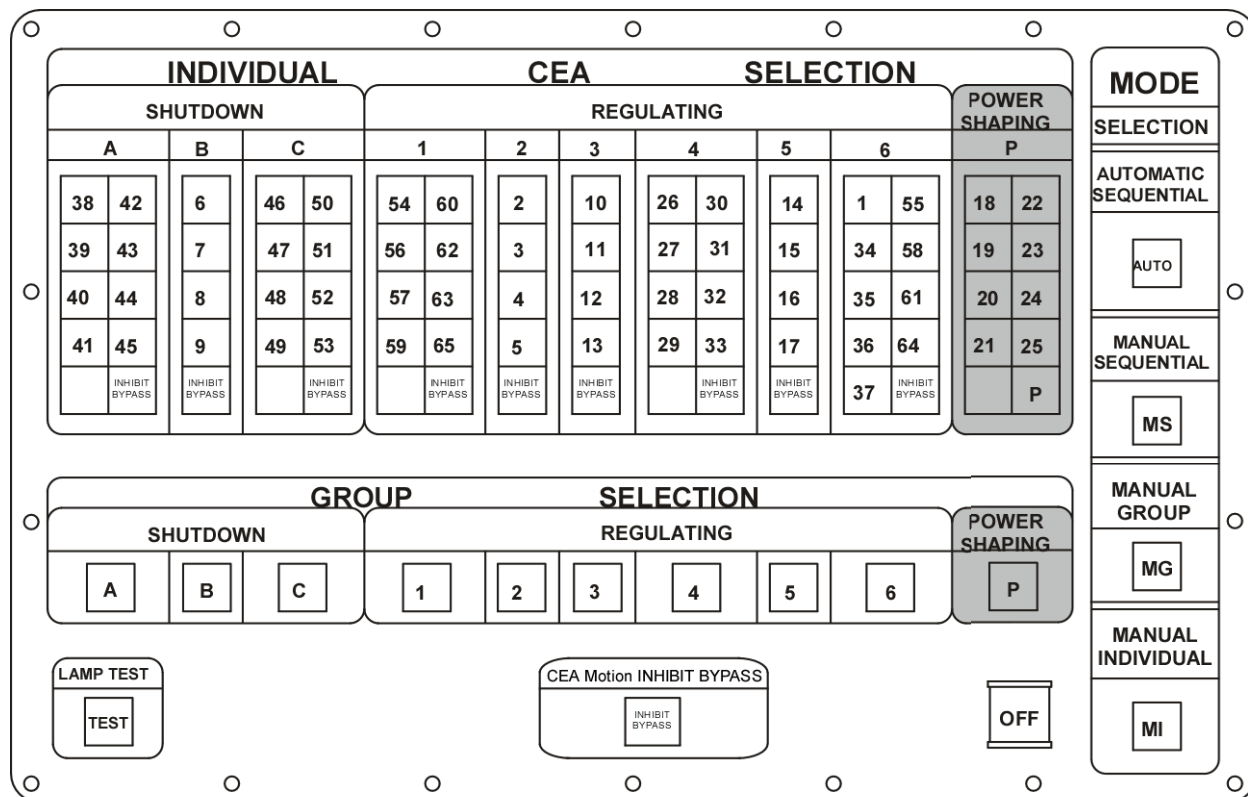 INDIVIDUAL CEA SELECTION
MODE
SHUTDOWN REGULATING POWER SHAPING
SELECTION
A B C 1 2 3 4 5 6 P
AUTOMATIC
SEQUENTIAL
38 42 6 46 50 54 60 2 10 26 30 14 1 55 18 22
39 43 7 47 51 56 62 3 11 27 31 15 34 58 19 23
AUTO
40 44 8 48 52 57 63 4 12 28 32 16 35 61 20 24
41 45 9 49 53 59 65 5 13 29 33 17 36 64 21 25
MANUAL
SEQUENTIAL
INHIBIT BYPASS INHIBIT BYPASS INHIBIT BYPASS INHIBIT BYPASS INHIBIT BYPASS INHIBIT BYPASS INHIBIT BYPASS INHIBIT BYPASS 37 INHIBIT BYPASS P
MS
GROUP SELECTION
MANUAL
GROUP
SHUTDOWN REGULATING POWER SHAPING
MG
A B C 1 2 3 4 5 6 P
MANUAL
INDIVIDUAL
LAMP TEST
TEST
CEA Motion INHIBIT BYPASS
INHIBIT
BYPASS
OFF
MI